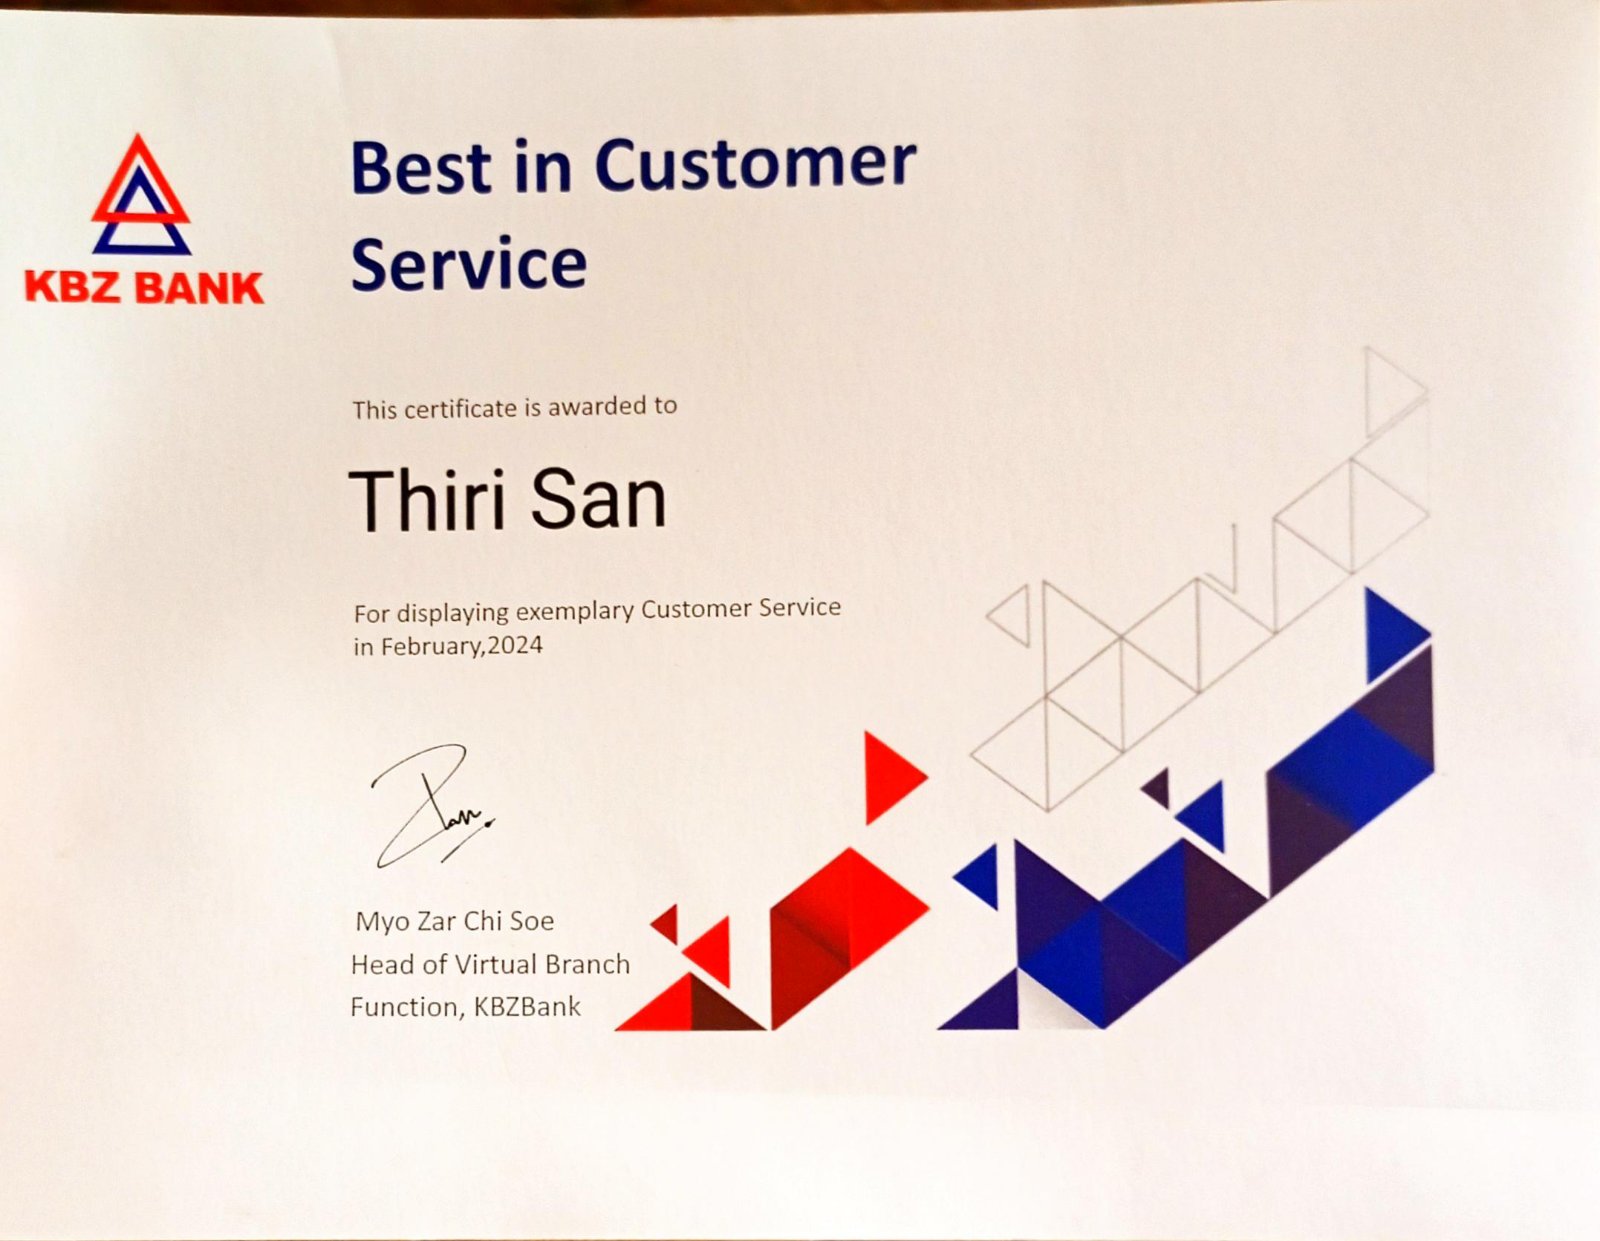 KBZ BANK
Best in Customer
Service
This certificate is awarded to
Thiri San
For displaying exemplary Customer Service
in February,2024
Myo Zar Chi Soe
Head of Virtual Branch
Function, KBZBank